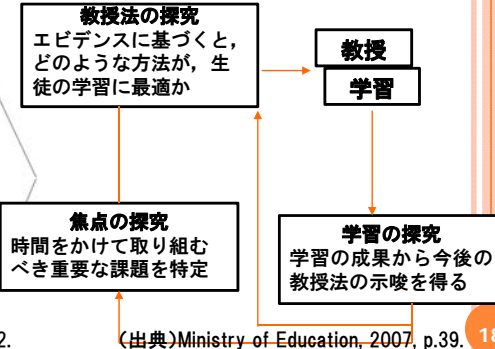 教授法の探究
エビデンスに基づくと,
どのような方法が, 生
徒の学習に最適か
教授
学習
焦点の探究
時間をかけて取り組む
べき重要な課題を特定
学習の探究
学習の成果から今後の
教授法の示唆を得る
2.
(出典)Ministry of Education, 2007, p.39.
18